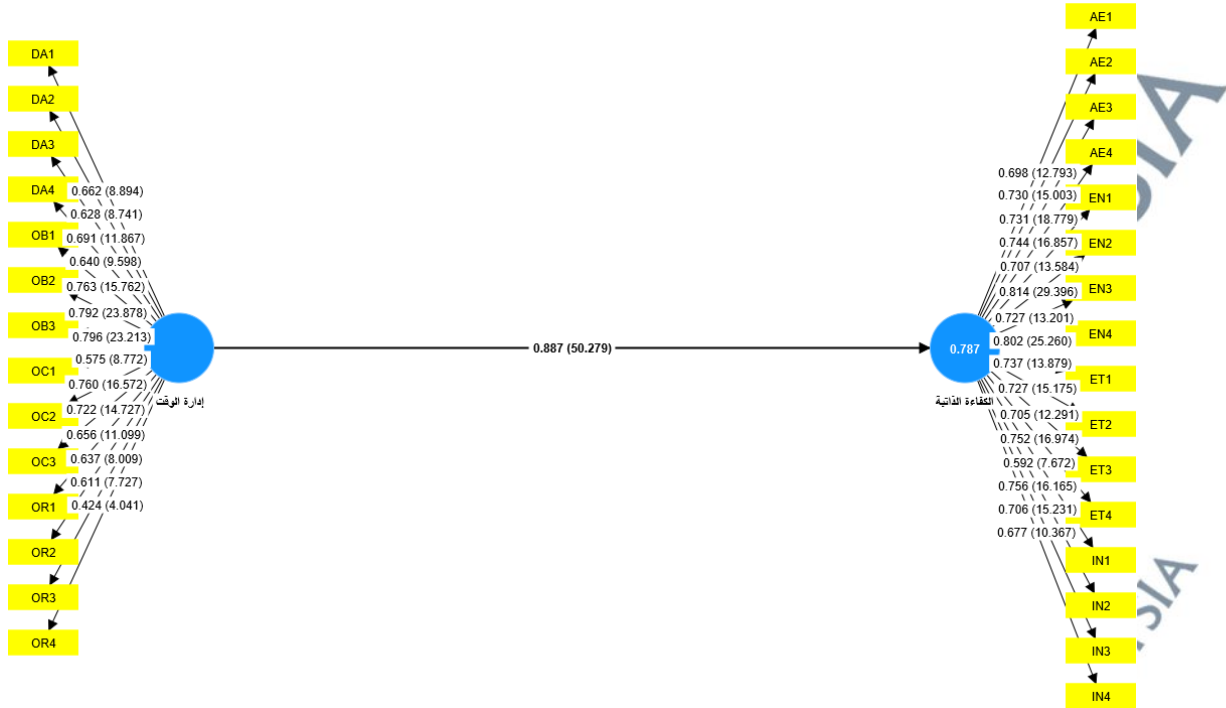 DA1
DA2
DA3
DA4
OB1
OB2
OB3
OC1
OC2
OC3
OR1
OR2
OR3
OR4
0.662 (8.894)
0.628 (8.741)
0.691 (11.867)
0.640 (9.598)
0.763 (15.762)
0.792 (23.878)
0.796 (23.213)
0.575 (8.772)
0.760 (16.572)
0.722 (14.727)
0.656 (11.099)
0.637 (8.009)
0.611 (7.727)
0.424 (4.041)
إدارة الوقت
0.887 (50.279)
0.787
الكفاءة الذاتية
0.698 (12.793)
0.730 (15.003)
0.731 (18.779)
0.744 (16.857)
0.707 (13.584)
0.814 (29.396)
0.727 (13.201)
0.802 (25.260)
0.737 (13.879)
0.727 (15.175)
0.705 (12.291)
0.752 (16.974)
0.592 (7.672)
0.756 (16.165)
0.706 (15.231)
0.677 (10.367)
AE1
AE2
AE3
AE4
EN1
EN2
EN3
EN4
ET1
ET2
ET3
ET4
IN1
IN2
IN3
IN4
SIA
SIA